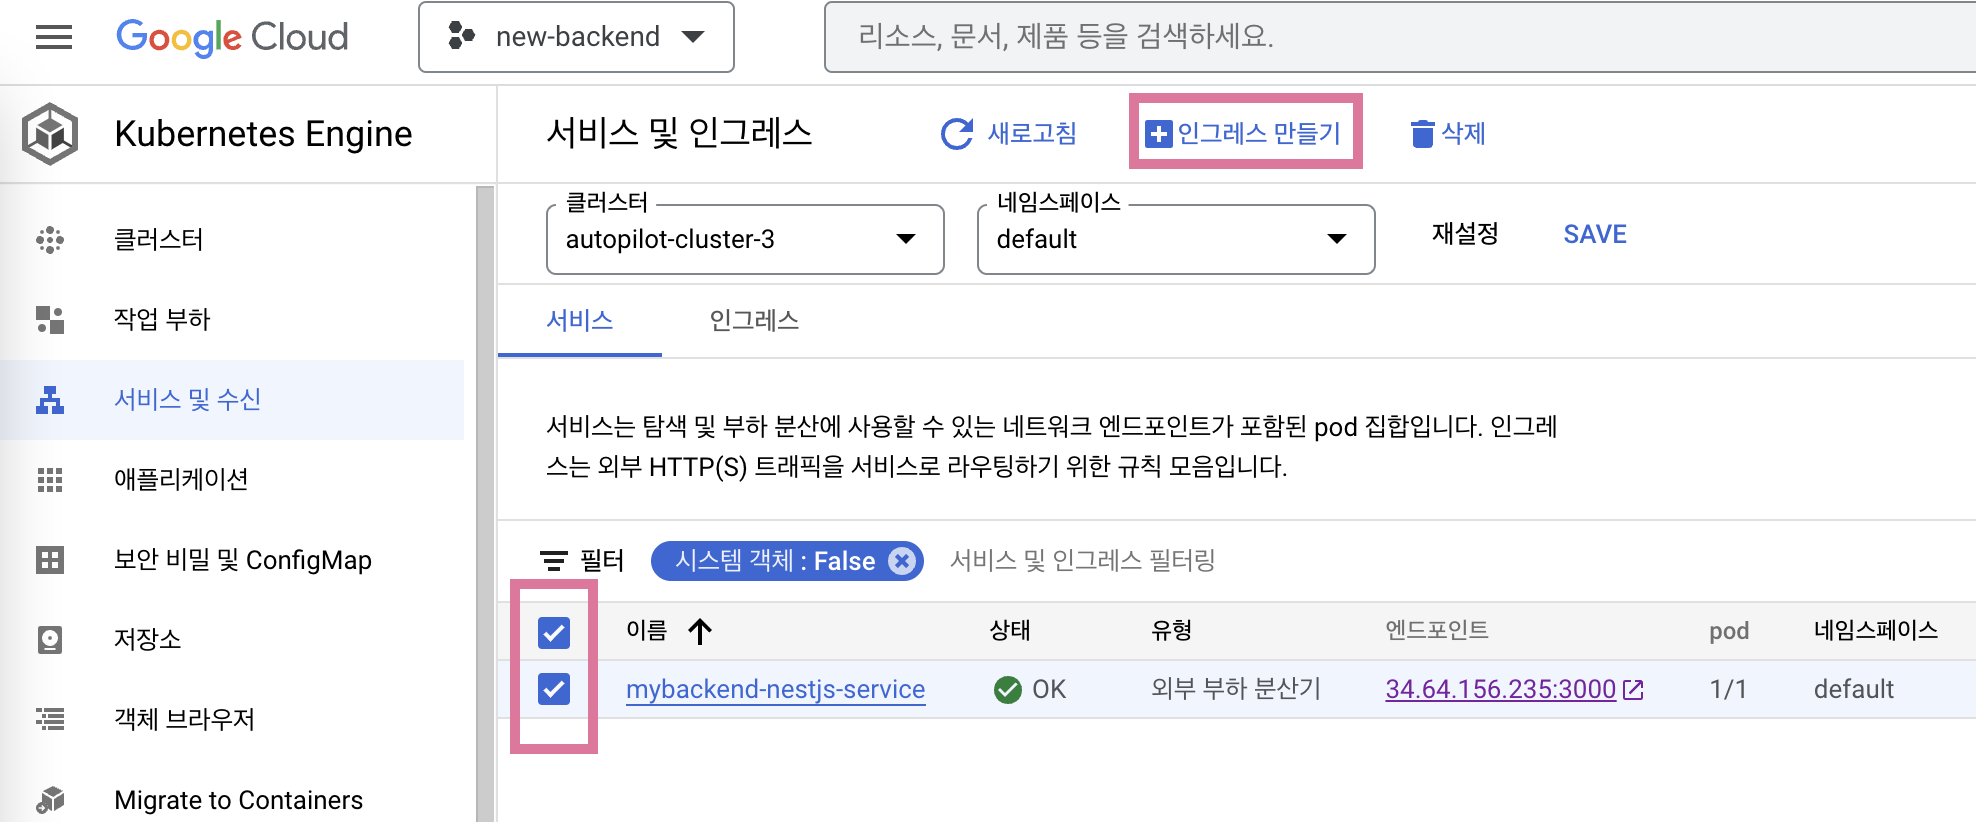 Google Cloud
new-backend
리소스, 문서, 제품 등을 검색하세요.
Kubernetes Engine
클러스터
작업 부하
서비스 및 수신
애플리케이션
보안 비밀 및 ConfigMap
저장소
객체 브라우저
Migrate to Containers
서비스 및 인그레스
새로고침
인그레스 만들기
삭제
클러스터
autopilot-cluster-3
네임스페이스
default
재설정
SAVE
서비스
인그레스
서비스는 탐색 및 부하 분산에 사용할 수 있는 네트워크 엔드포인트가 포함된 pod 집합입니다. 인그레
스는 외부 HTTP(S) 트래픽을 서비스로 라우팅하기 위한 규칙 모음입니다.
필터 시스템 객체 : False 서비스 및 인그레스 필터링
이름 상태 유형 엔드포인트 pod 네임스페이스
mybackend-nestjs-service OK 외부 부하 분산기 34.64.156.235:3000 1/1 default